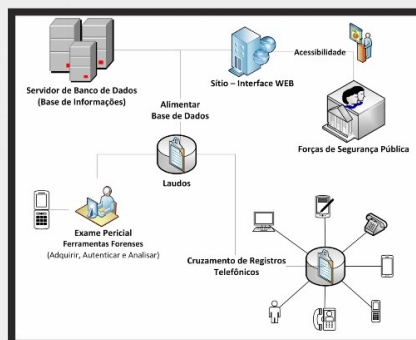 Servidor de Banco de Dados
(Base de Informações)
Sítio – Interface WEB
Acessibilidade
Forças de Segurança Pública
Alimentar
Base de Dados
Laudos
Exame Pericial
Ferramentas Forenses
(Adquirir, Autenticar e Analisar)
Cruzamento de Registros
Telefônicos